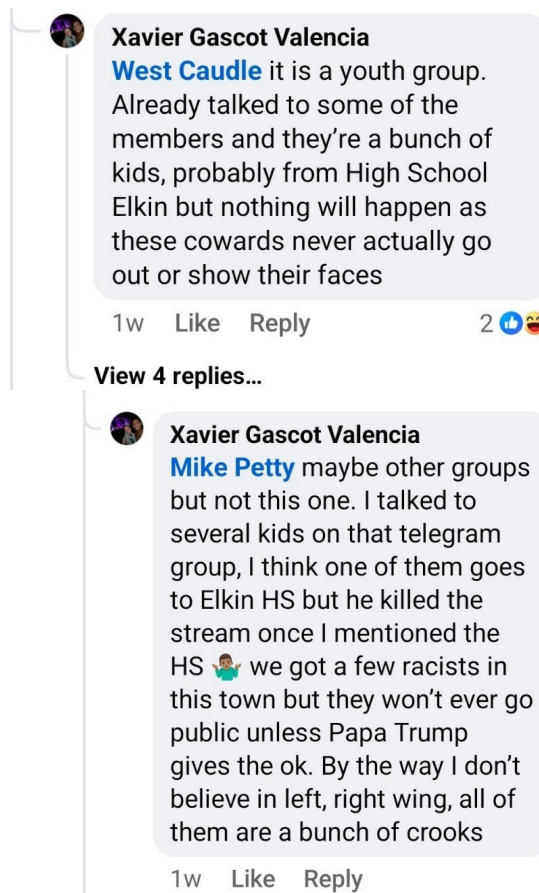 Xavier Gascot Valencia
West Caudle it is a youth group.
Already talked to some of the
members and they're a bunch of
kids, probably from High School
Elkin but nothing will happen as
these cowards never actually go
out or show their faces
1w Like Reply 2
View 4 replies...
Xavier Gascot Valencia
Mike Petty maybe other groups
but not this one. I talked to
several kids on that telegram
group, I think one of them goes
to Elkin HS but he killed the
stream once I mentioned the
HS 🤷🏽‍♂️ we got a few racists in
this town but they won't ever go
public unless Papa Trump
gives the ok. By the way I don't
believe in left, right wing, all of
them are a bunch of crooks
1w Like Reply